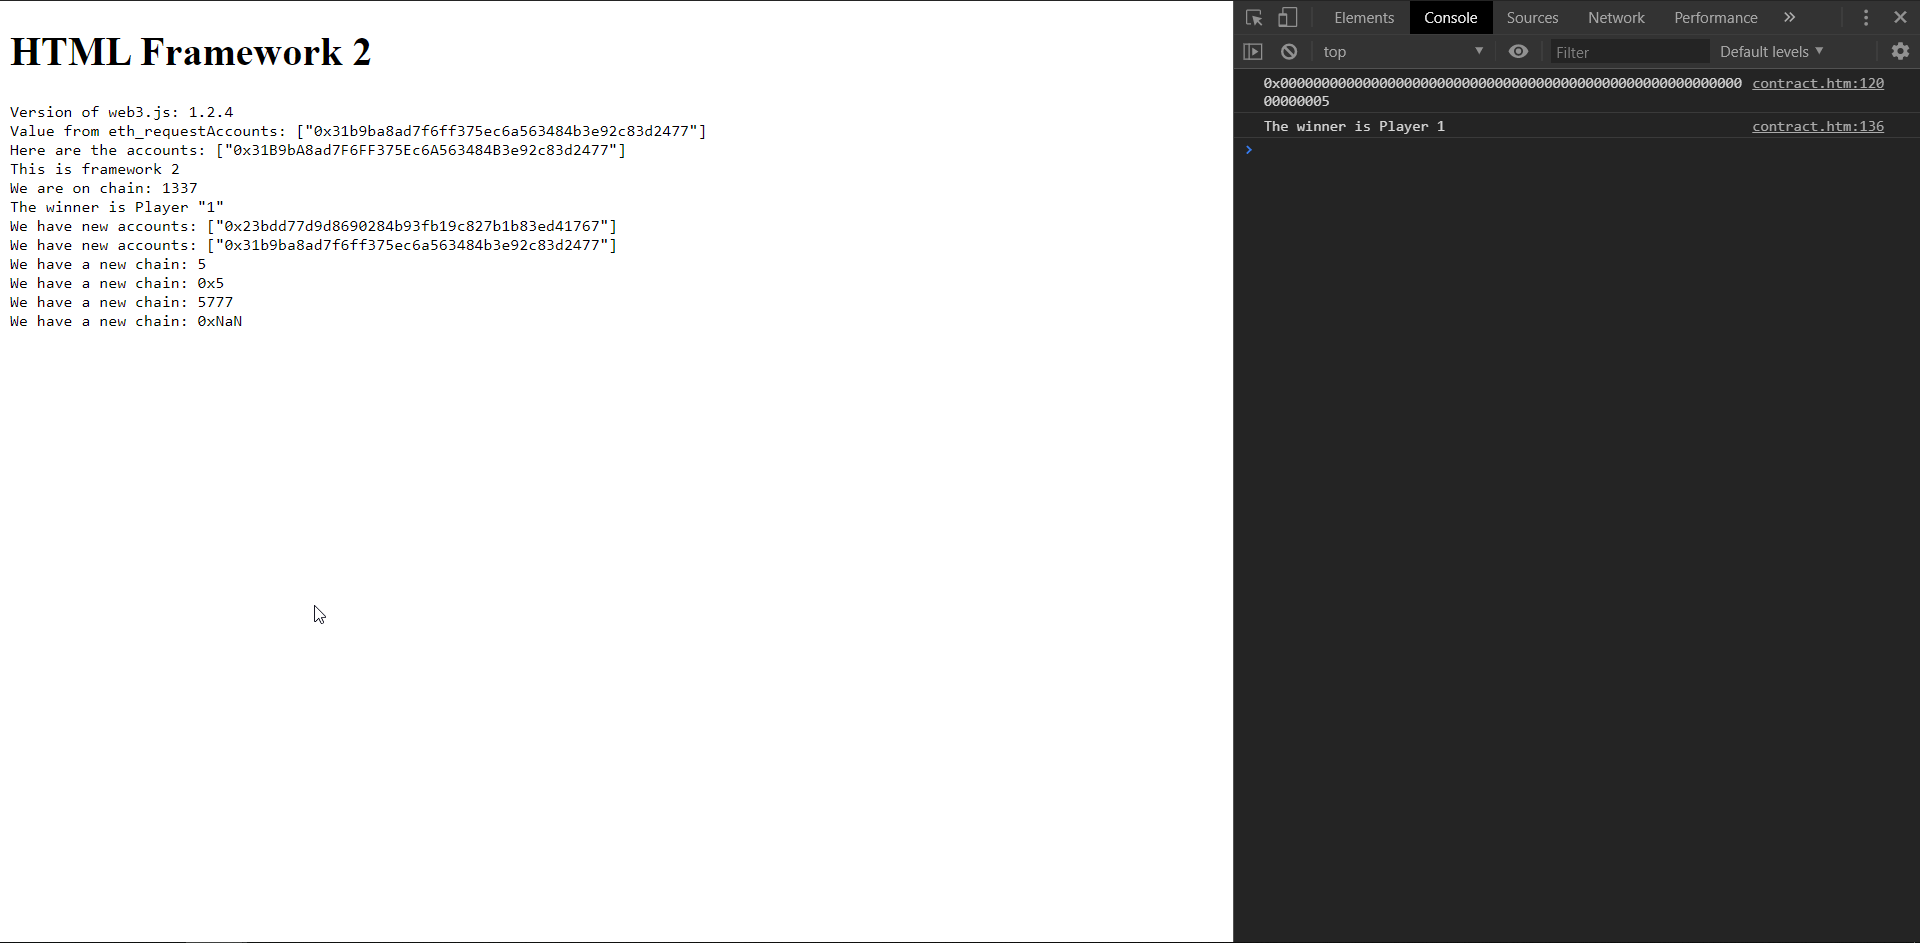 HTML Framework 2
Version of web3.js: 1.2.4
Value from eth_requestAccounts: ["0x31b9ba8ad7f6ff375ec6a563484b3e92c83d2477"]
Here are the accounts: ["0x31B9bA8ad7F6FF375Ec6A563484B3e92c83d2477"]
This is framework 2
We are on chain: 1337
The winner is Player "1"
We have new accounts: ["0x23bdd77d9d8690284b93fb19c827b1b83ed41767"]
We have new accounts: ["0x31b9ba8ad7f6ff375ec6a563484b3e92c83d2477"]
We have a new chain: 5
We have a new chain: 0x5
We have a new chain: 5777
We have a new chain: 0xNaN
Elements Console Sources Network Performance
top Filter Default levels
0x00000000000000000000000000000000000000000000000000000000 contract.htm:120
00000005
The winner is Player 1 contract.htm:136